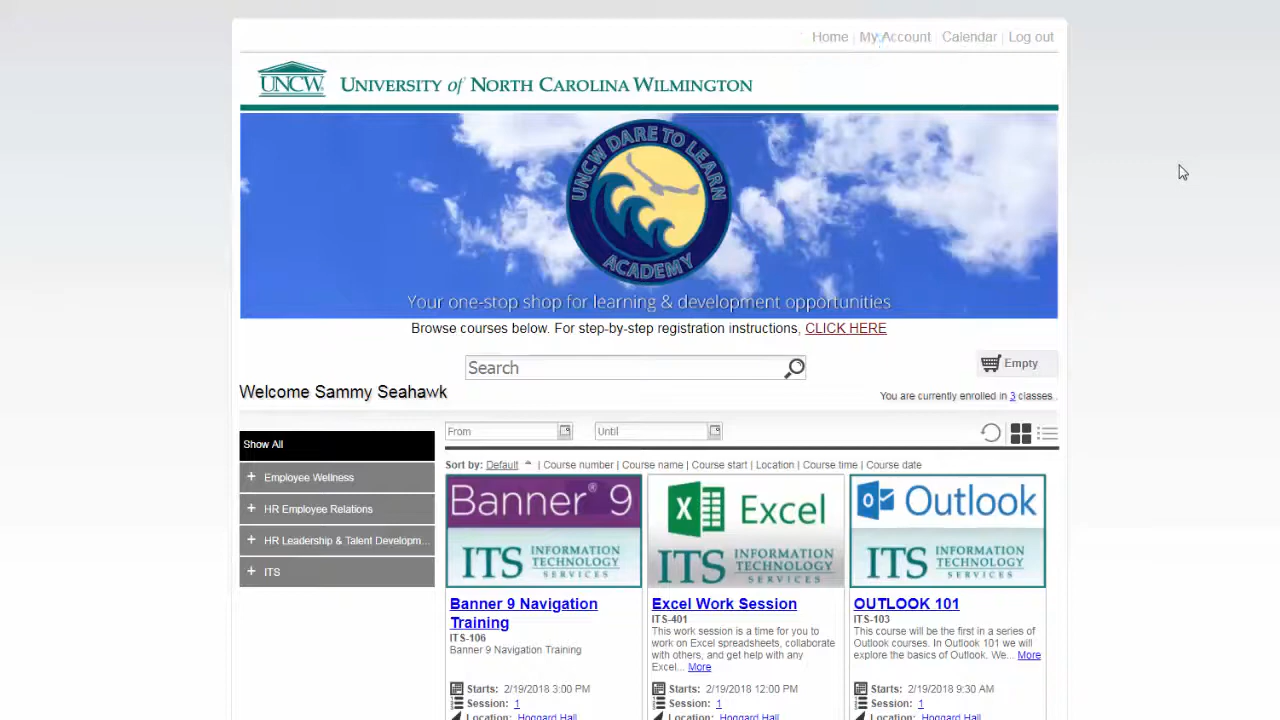 Home | My Account | Calendar | Log out
UNCW UNIVERSITY of NORTH CAROLINA WILMINGTON
UNCW DARE TO LEARN
ACADEMY
Your one-stop shop for learning & development opportunities
Browse courses below. For step-by-step registration instructions, CLICK HERE
Search
Empty
Welcome Sammy Seahawk
You are currently enrolled in 3 classes.
Show All
+ Employee Wellness
+ HR Employee Relations
+ HR Leadership & Talent Developm...
+ ITS
From
Until
Sort by: Default | Course number | Course name | Course start | Location | Course time | Course date
Banner® 9
ITS INFORMATION TECHNOLOGY SERVICES
Banner 9 Navigation
Training
ITS-106
Banner 9 Navigation Training
Starts: 2/19/2018 3:00 PM
Session: 1
Location: Hoggard Hall
Excel
ITS INFORMATION TECHNOLOGY SERVICES
Excel Work Session
ITS-401
This work session is a time for you to
work on Excel spreadsheets, collaborate
with others, and get help with any
Excel... More
Starts: 2/19/2018 12:00 PM
Session: 1
Location: Hoggard Hall
Outlook
ITS INFORMATION TECHNOLOGY SERVICES
OUTLOOK 101
ITS-103
This course will be the first in a series of
Outlook courses. In Outlook 101 we will
explore the basics of Outlook. We... More
Starts: 2/19/2018 9:30 AM
Session: 1
Location: Hoggard Hall